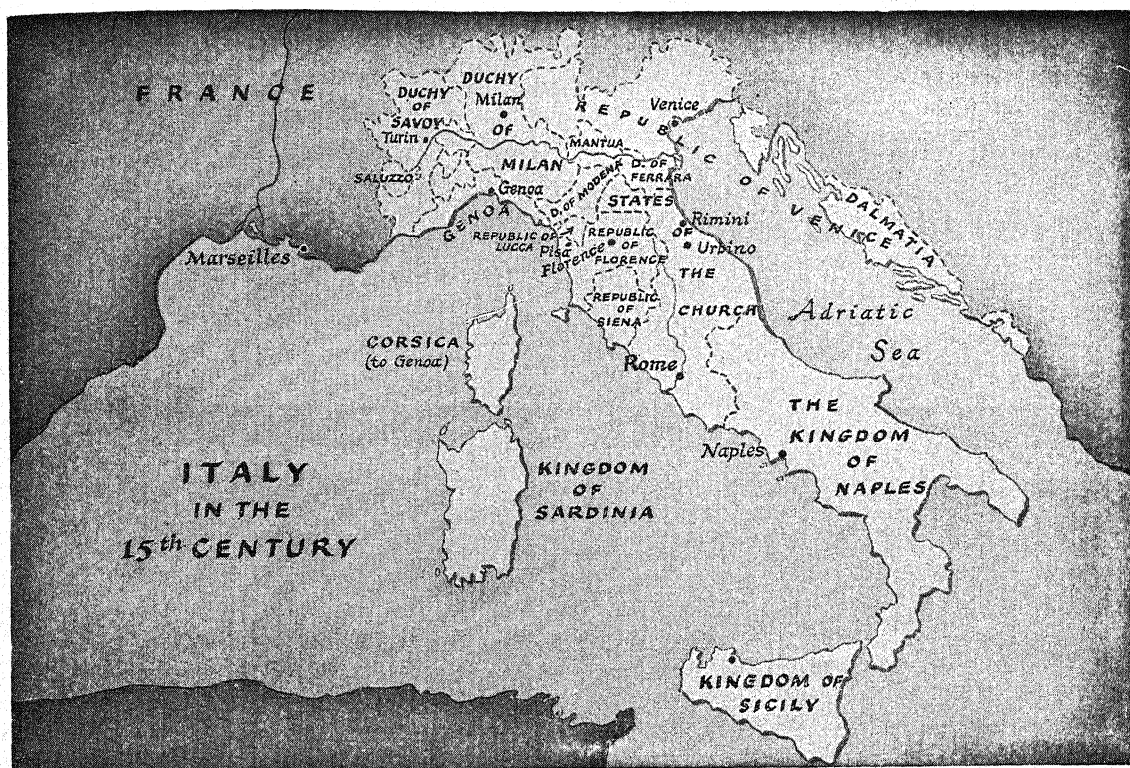 FRANCE
DUCHY
OF
SAVOY
Turin
DUCHY
Milan
OF
MILAN
REPUBLIC OF VENICE
Venice
MANTUA
D. OF
FERRARA
D. OF MODENA
SALUZZO
Genoa
GENOA
STATES
OF
THE
CHURCH
Rimini
Urbino
DALMATIA
REPUBLIC OF
LUCCA
Pisa
Florence
REPUBLIC
OF
FLORENCE
REPUBLIC
OF
SIENA
Marseilles
CORSICA
(to Genoa)
Rome
Adriatic
Sea
THE
KINGDOM
OF
NAPLES
Naples
ITALY
IN THE
15th CENTURY
KINGDOM
OF
SARDINIA
KINGDOM OF
SICILY